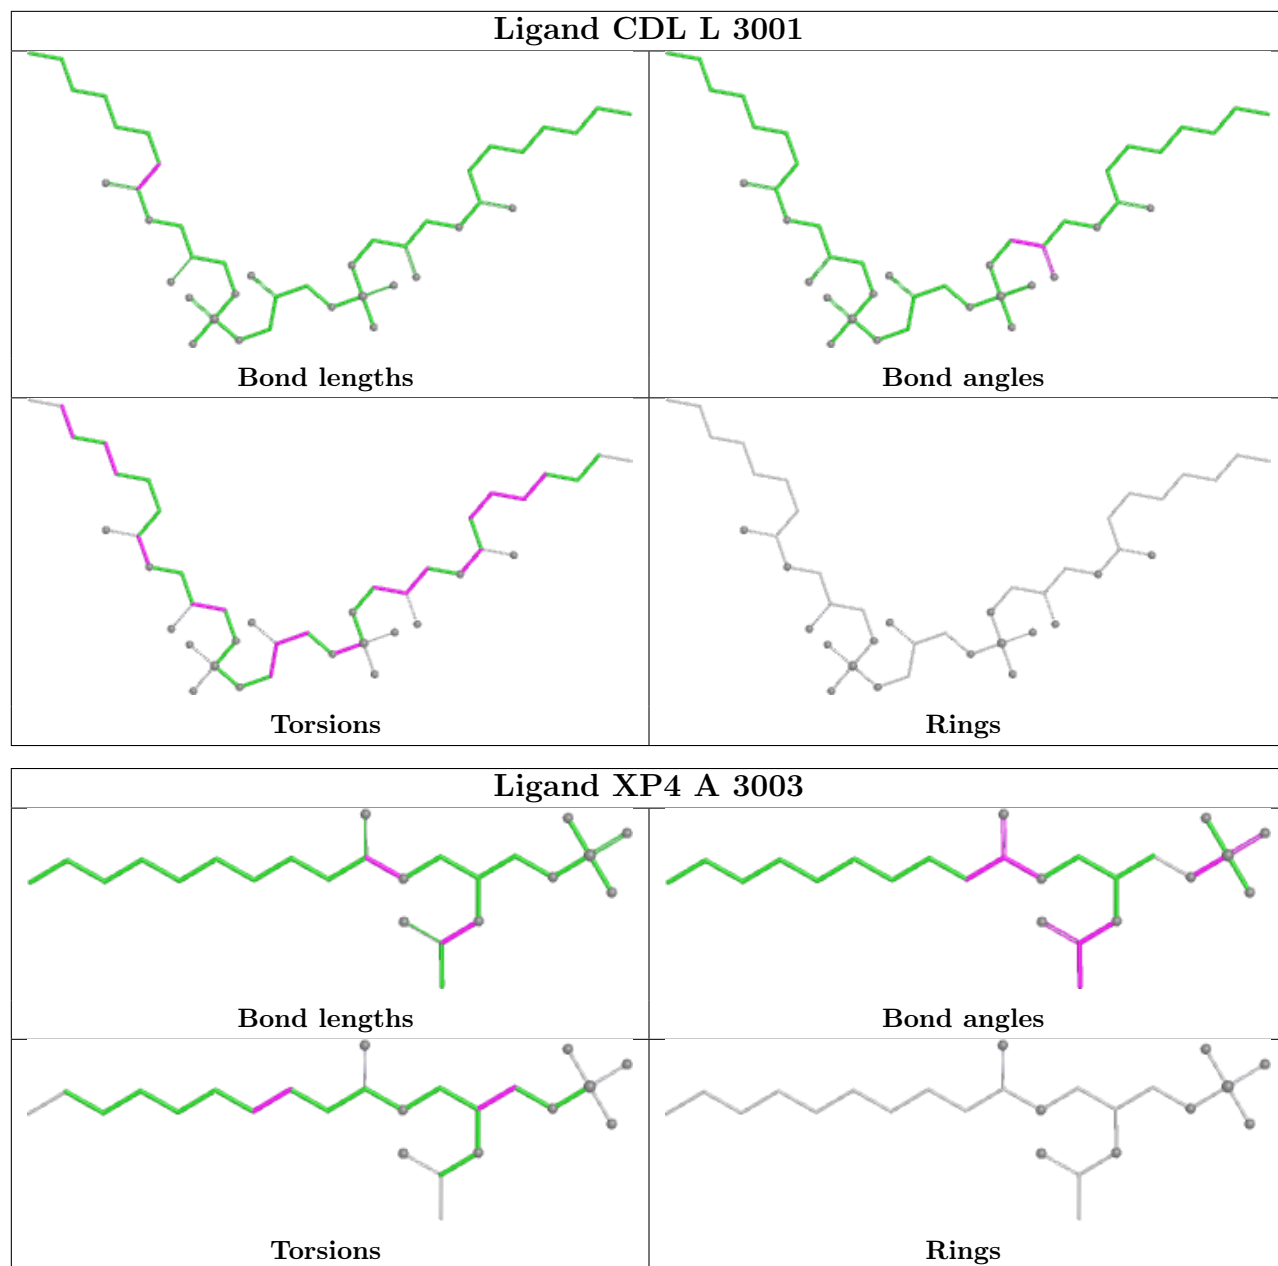 Ligand CDL L 3001
Bond lengths
Bond angles
Torsions
Rings
Ligand XP4 A 3003
Bond lengths
Bond angles
Torsions
Rings